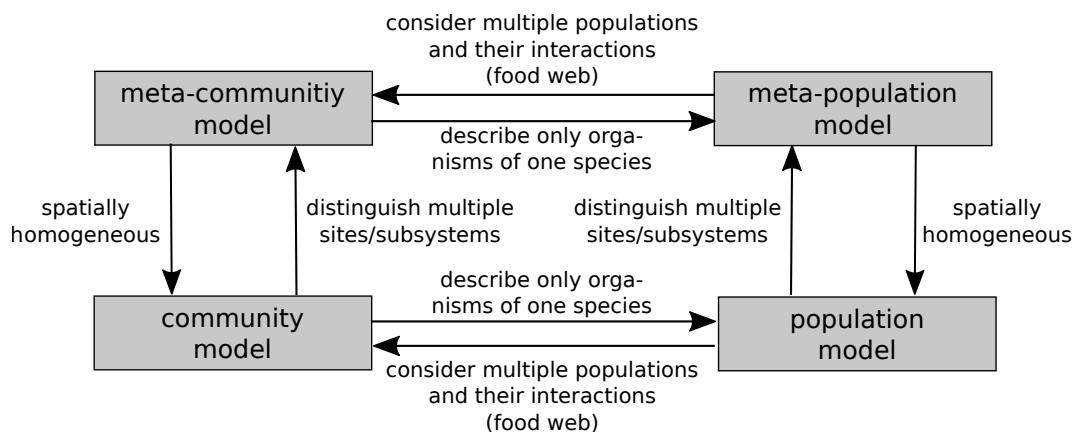 consider multiple populations
and their interactions
(food web)
meta-communitiy
model
meta-population
model
describe only orga-
nisms of one species
spatially
homogeneous
distinguish multiple
sites/subsystems
distinguish multiple
sites/subsystems
spatially
homogeneous
describe only orga-
nisms of one species
community
model
population
model
consider multiple populations
and their interactions
(food web)